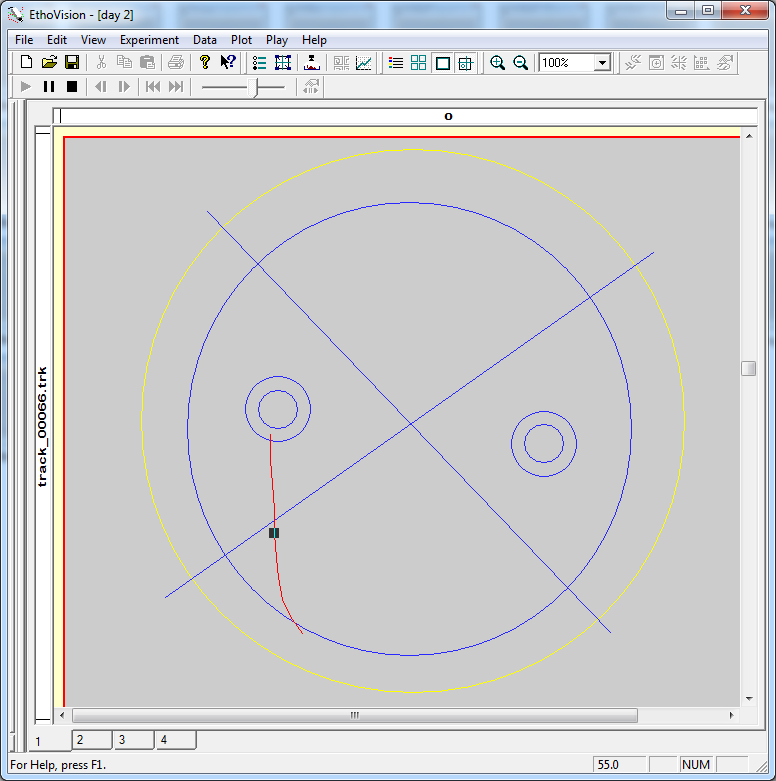 EthoVision - [day 2]
File Edit View Experiment Data Plot Play Help
100%
o
track_00066.trk
1 2 3 4
For Help, press F1. 55.0 NUM